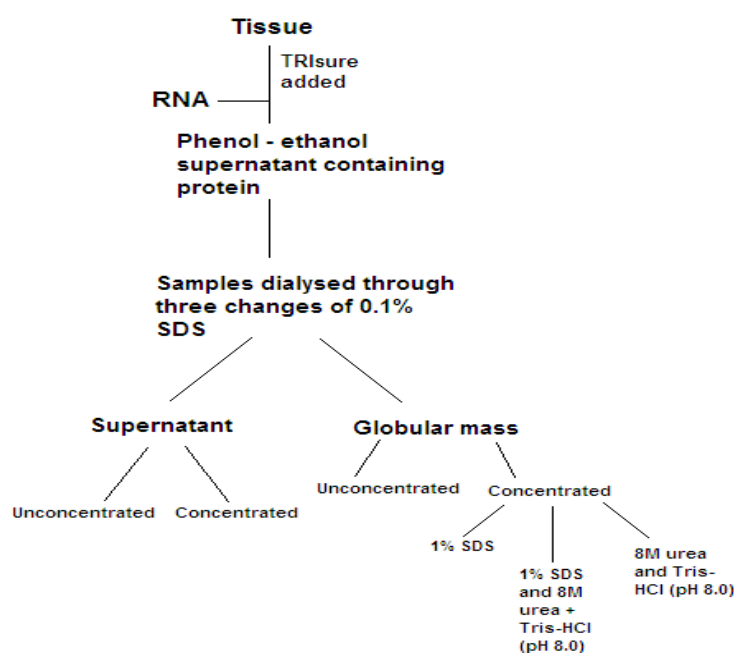 Tissue
TRIsure
added
RNA
Phenol - ethanol
supernatant containing
protein
Samples dialysed through
three changes of 0.1%
SDS
Supernatant
Globular mass
Unconcentrated
Concentrated
Unconcentrated
Concentrated
1% SDS
1% SDS
and 8M
urea +
Tris-HCl
(pH 8.0)
8M urea
and Tris-
HCl (pH 8.0)